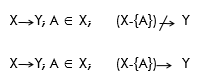 X→Y; A ∈ X; (X-{A})↛ Y
X→Y; A ∈ X; (X-{A})→ Y